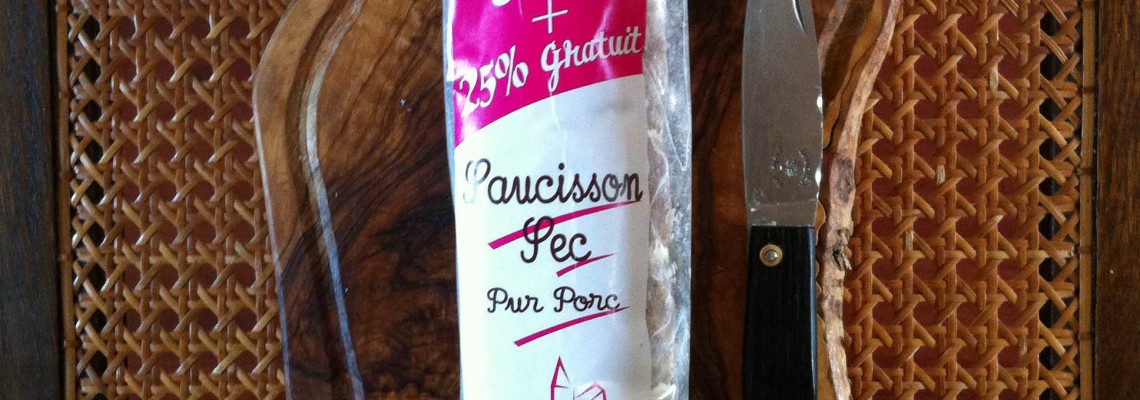 +
25% Gratuit
Saucisson
Sec
Pur Porc